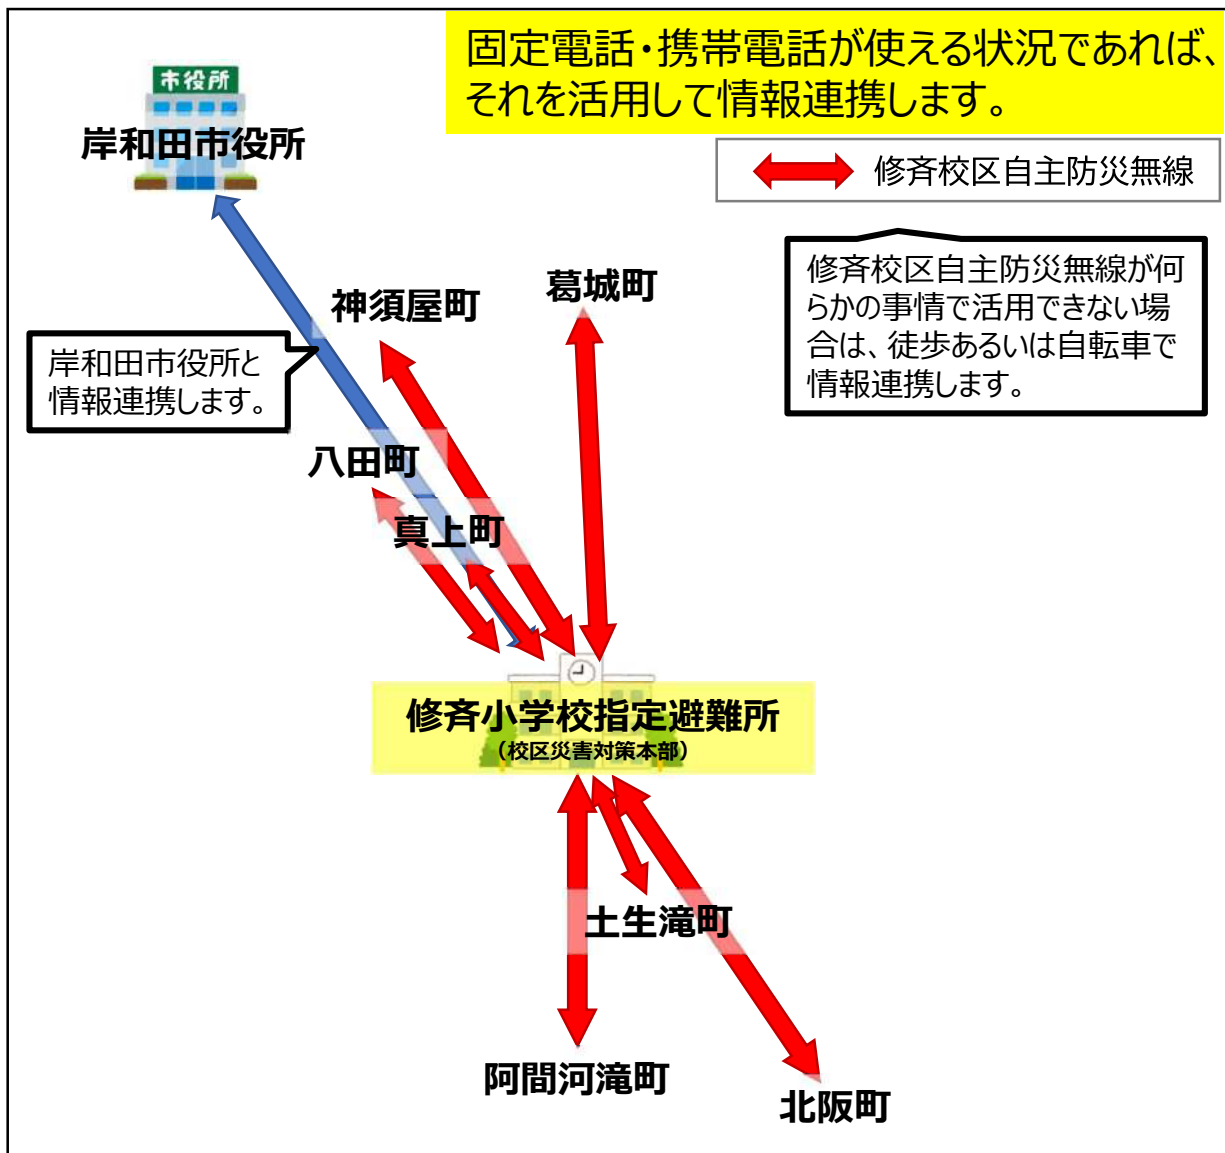 固定電話・携帯電話が使える状況であれば、
それを活用して情報連携します。
市役所
岸和田市役所
修斉校区自主防災無線
修斉校区自主防災無線が何
らかの事情で活用できない場
合は、徒歩あるいは自転車で
情報連携します。
葛城町
神須屋町
岸和田市役所と
情報連携します。
八田町
真上町
修斉小学校指定避難所
（校区災害対策本部）
土生滝町
阿間河滝町
北阪町